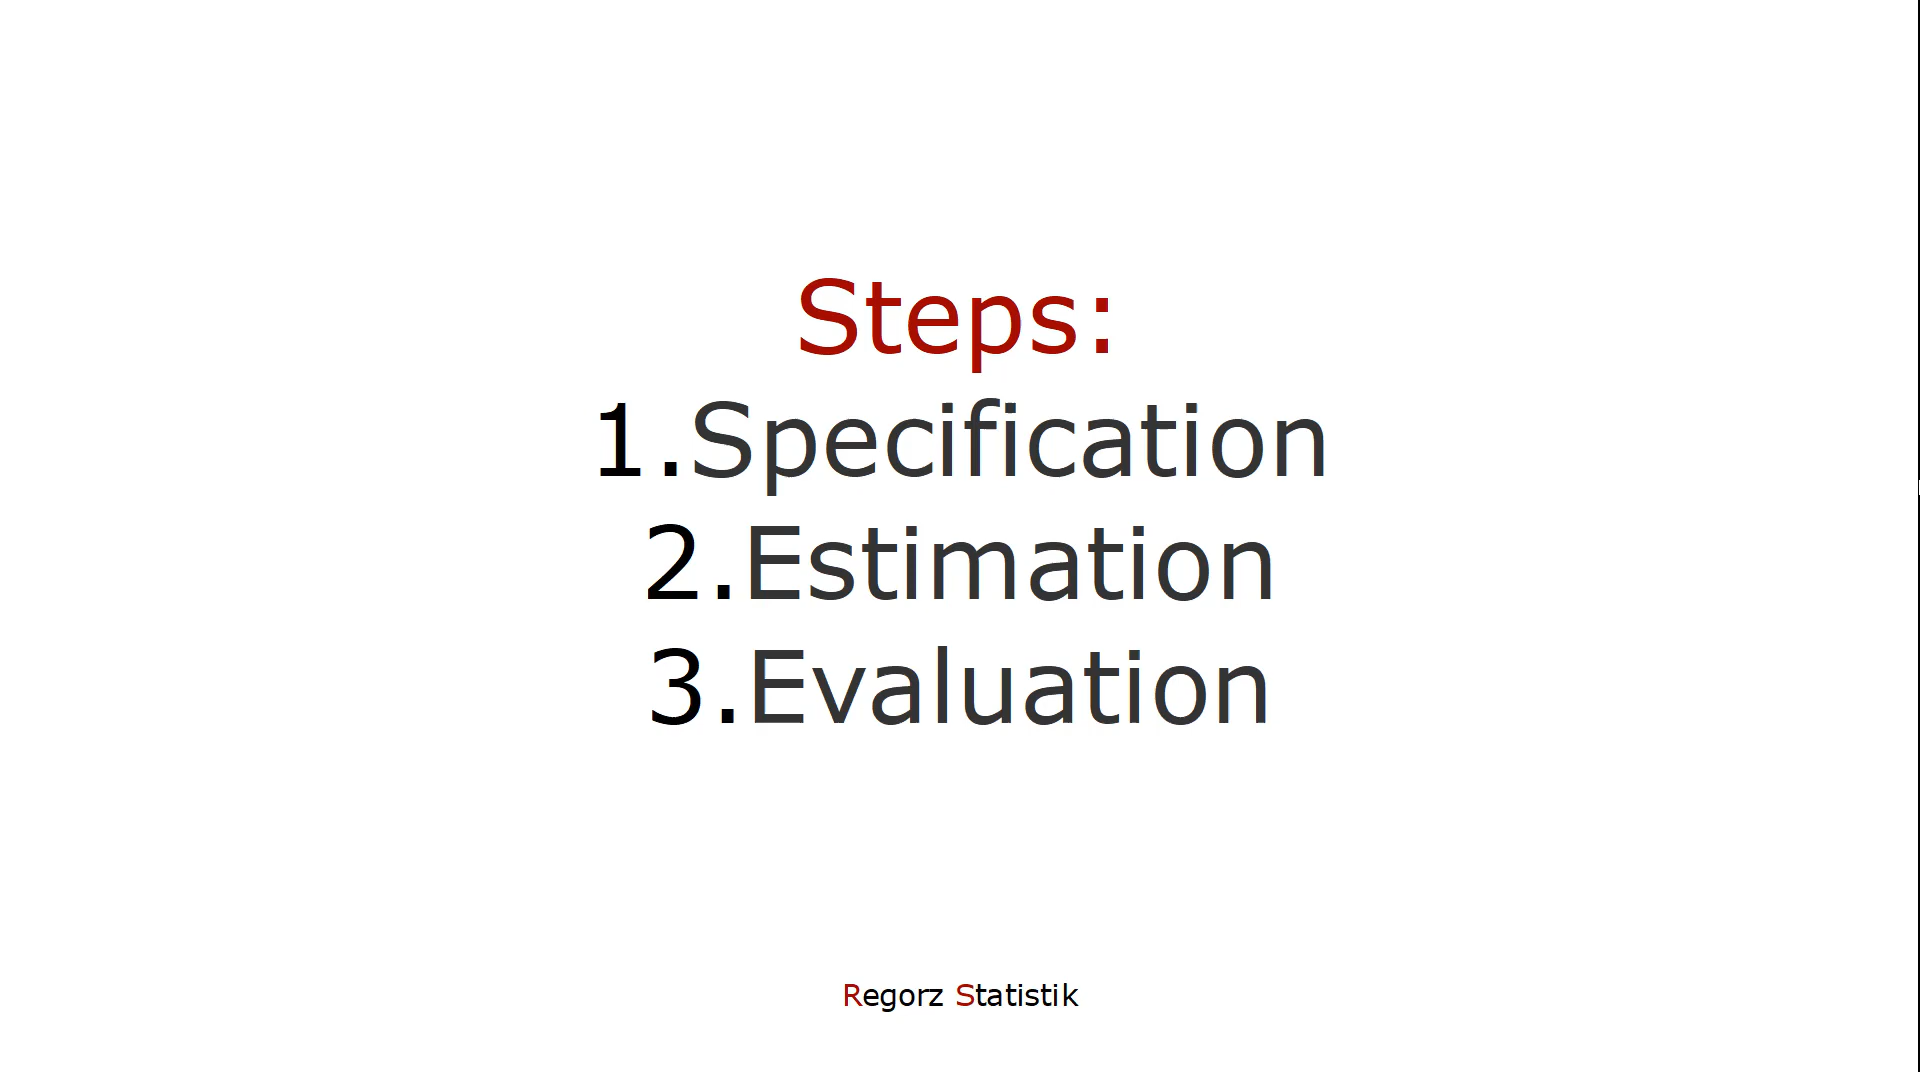 Steps:
1.Specification
2.Estimation
3.Evaluation
Regorz Statistik